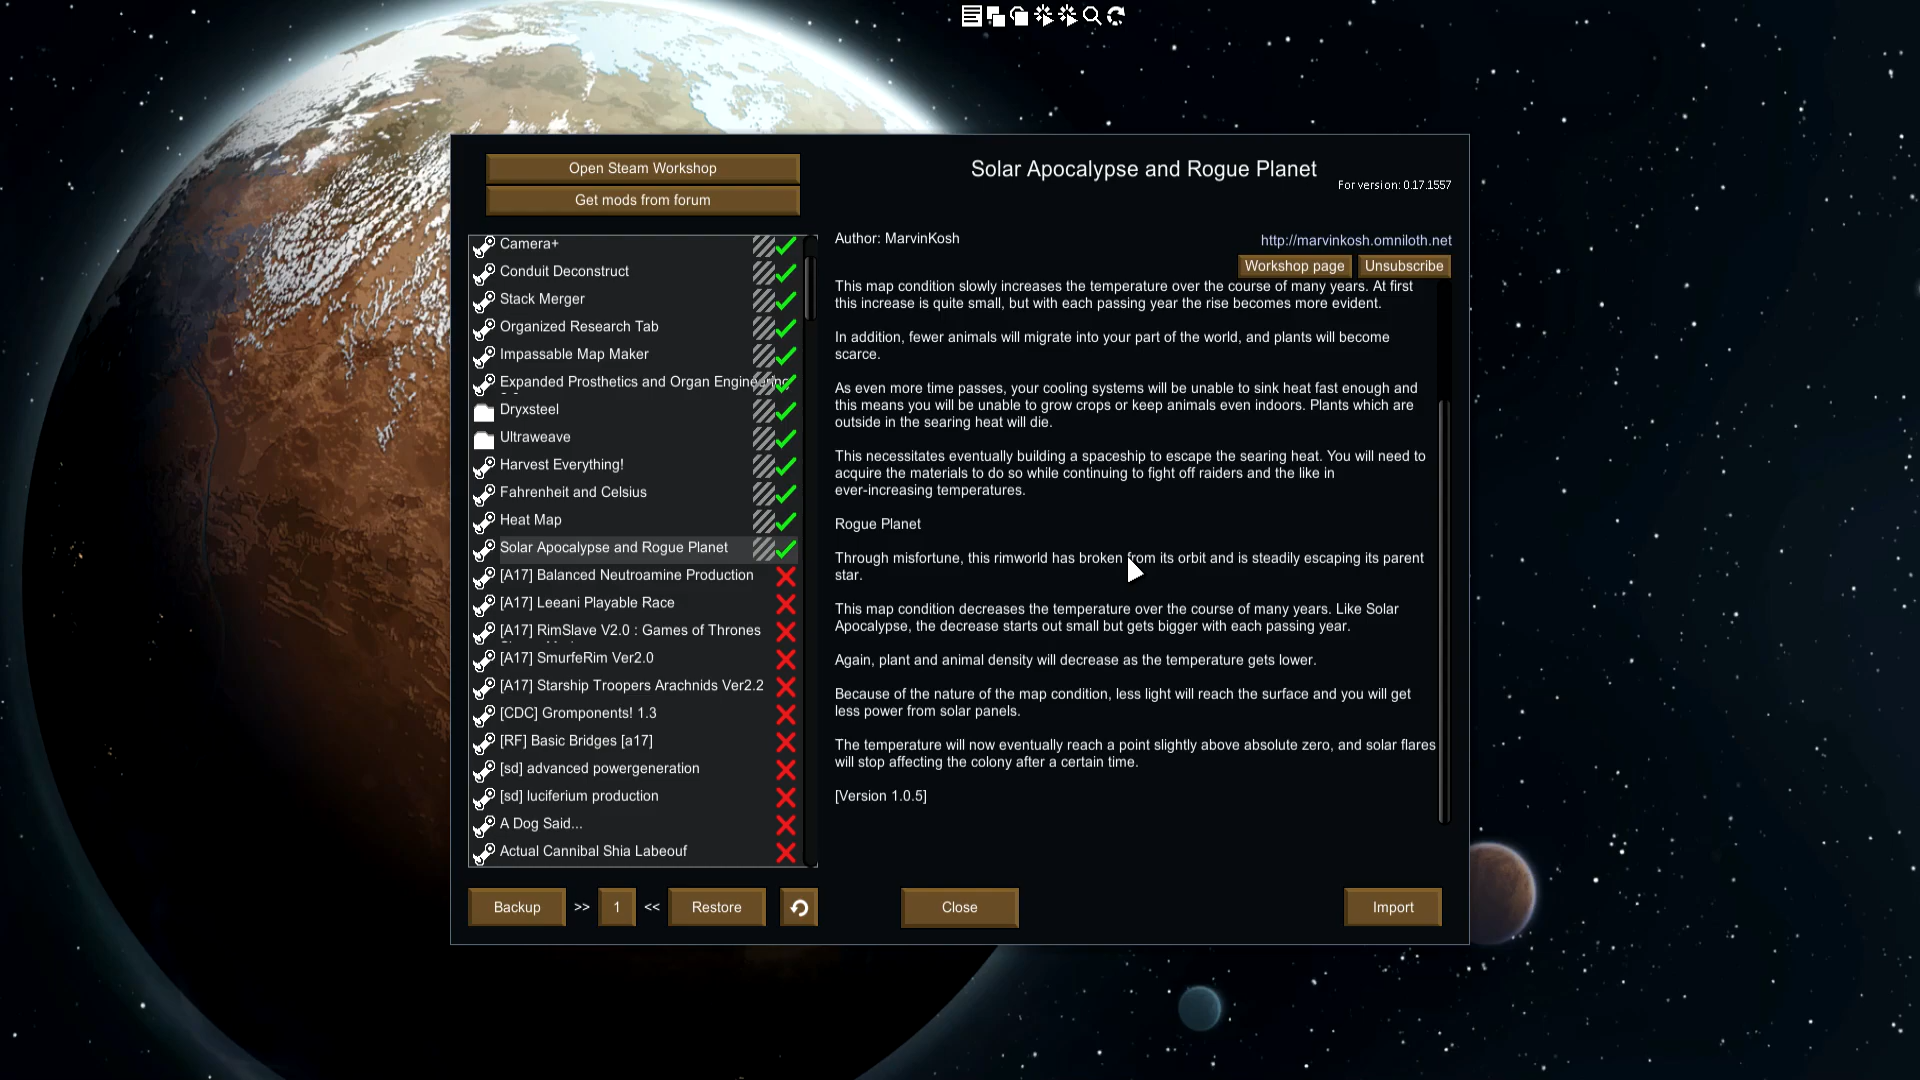 Open Steam Workshop
Get mods from forum
Camera+
Conduit Deconstruct
Stack Merger
Organized Research Tab
Impassable Map Maker
Expanded Prosthetics and Organ Engineering
Dryxsteel
Ultraweave
Harvest Everything!
Fahrenheit and Celsius
Heat Map
Solar Apocalypse and Rogue Planet
[A17] Balanced Neutroamine Production
[A17] Leeani Playable Race
[A17] RimSlave V2.0 : Games of Thrones
[A17] SmurfeRim Ver2.0
[A17] Starship Troopers Arachnids Ver2.2
[CDC] Gromponents! 1.3
[RF] Basic Bridges [a17]
[sd] advanced powergeneration
[sd] luciferium production
A Dog Said...
Actual Cannibal Shia Labeouf
Backup >> 1 << Restore
Solar Apocalypse and Rogue Planet
For version: 0.17.1557
Author: MarvinKosh
http://marvinkosh.omniloth.net
Workshop page Unsubscribe
This map condition slowly increases the temperature over the course of many years. At first
this increase is quite small, but with each passing year the rise becomes more evident.
In addition, fewer animals will migrate into your part of the world, and plants will become
scarce.
As even more time passes, your cooling systems will be unable to sink heat fast enough and
this means you will be unable to grow crops or keep animals even indoors. Plants which are
outside in the searing heat will die.
This necessitates eventually building a spaceship to escape the searing heat. You will need to
acquire the materials to do so while continuing to fight off raiders and the like in
ever-increasing temperatures.
Rogue Planet
Through misfortune, this rimworld has broken from its orbit and is steadily escaping its parent
star.
This map condition decreases the temperature over the course of many years. Like Solar
Apocalypse, the decrease starts out small but gets bigger with each passing year.
Again, plant and animal density will decrease as the temperature gets lower.
Because of the nature of the map condition, less light will reach the surface and you will get
less power from solar panels.
The temperature will now eventually reach a point slightly above absolute zero, and solar flares
will stop affecting the colony after a certain time.
[Version 1.0.5]
Close
Import